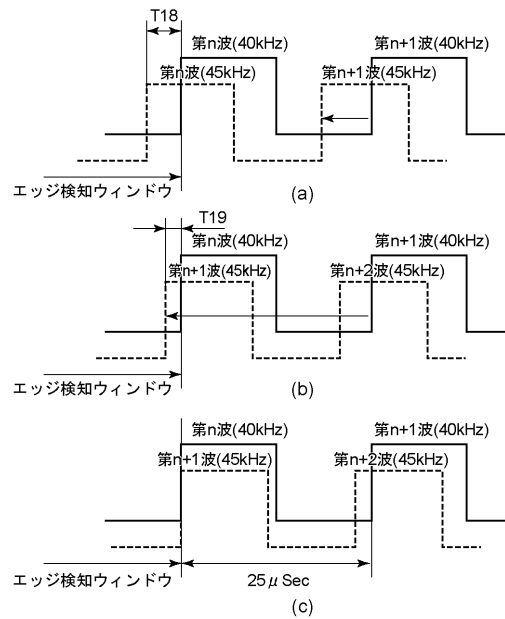 T18
第n波(40kHz) 第n+1波(40kHz)
第n波(45kHz) 第n+1波(45kHz)
エッジ検知ウィンドウ
(a)
T19
第n波(40kHz) 第n+1波(40kHz)
第n+1波(45kHz) 第n+2波(45kHz)
エッジ検知ウィンドウ
(b)
第n波(40kHz) 第n+1波(40kHz)
第n+1波(45kHz) 第n+2波(45kHz)
エッジ検知ウィンドウ 25μSec
(c)